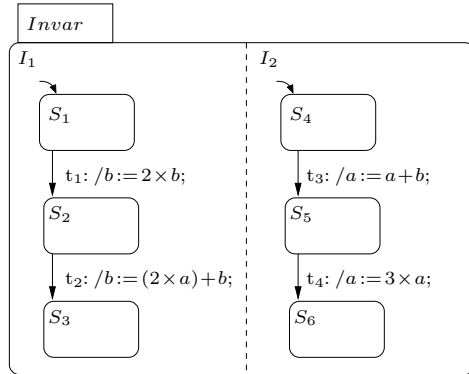 Invar
I₁
I₂
S₁
S₄
t₁: /b := 2 × b;
t₃: /a := a + b;
S₂
S₅
t₂: /b := (2 × a) + b;
t₄: /a := 3 × a;
S₃
S₆